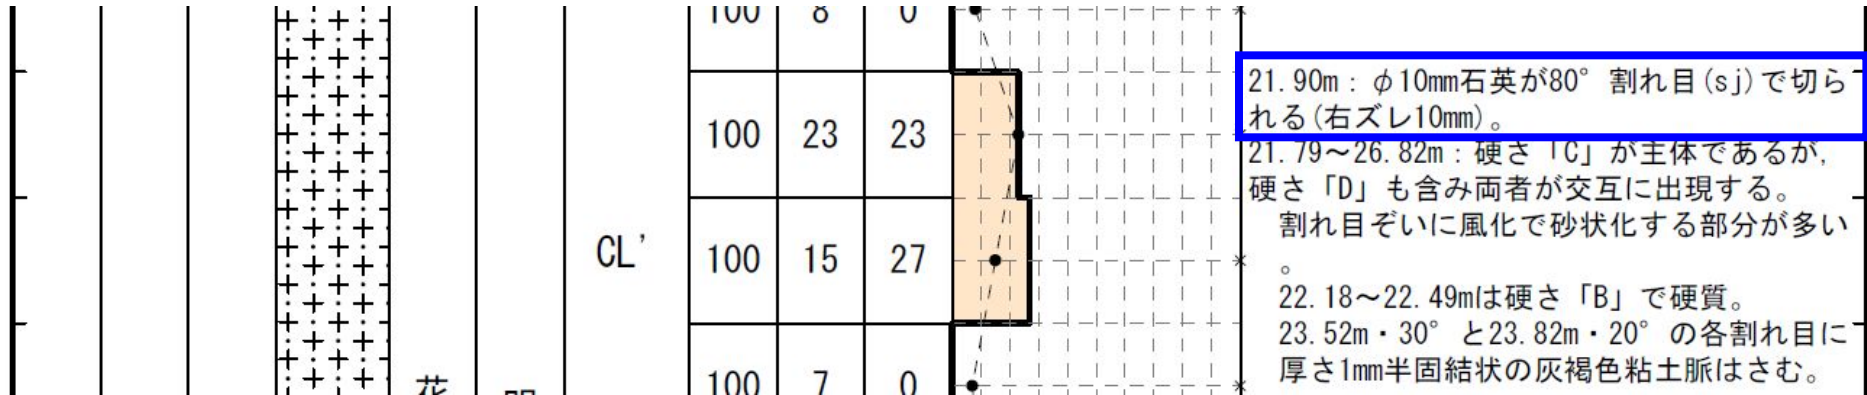 100 8 0
21.90m：φ10mm石英が80°割れ目(sj)で切ら
れる(右ズレ10mm)。
100 23 23
21.79～26.82m：硬さ「C」が主体であるが,
硬さ「D」も含み両者が交互に出現する。
割れ目ぞいに風化で砂状化する部分が多い
。
CL'
100 15 27
22.18～22.49mは硬さ「B」で硬質。
23.52m・30°と23.82m・20°の各割れ目に
厚さ1mm半固結状の灰褐色粘土脈はさむ。
花
100 7 0